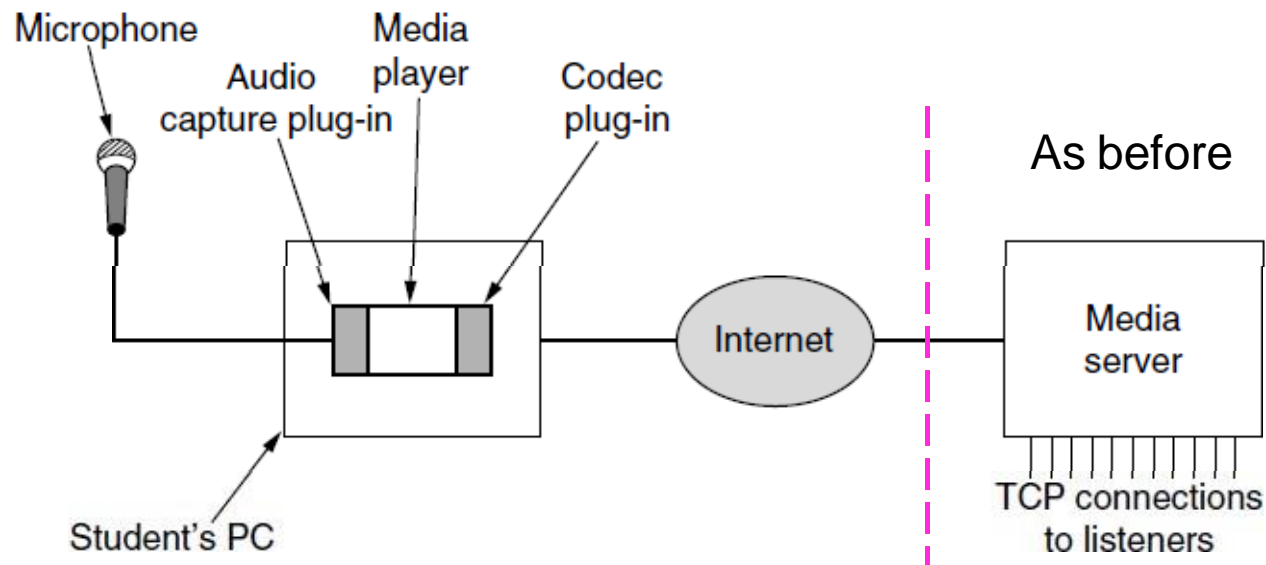 Microphone
Audio
capture plug-in
Media
player
Codec
plug-in
As before
Internet
Media
server
Student's PC
TCP connections
to listeners